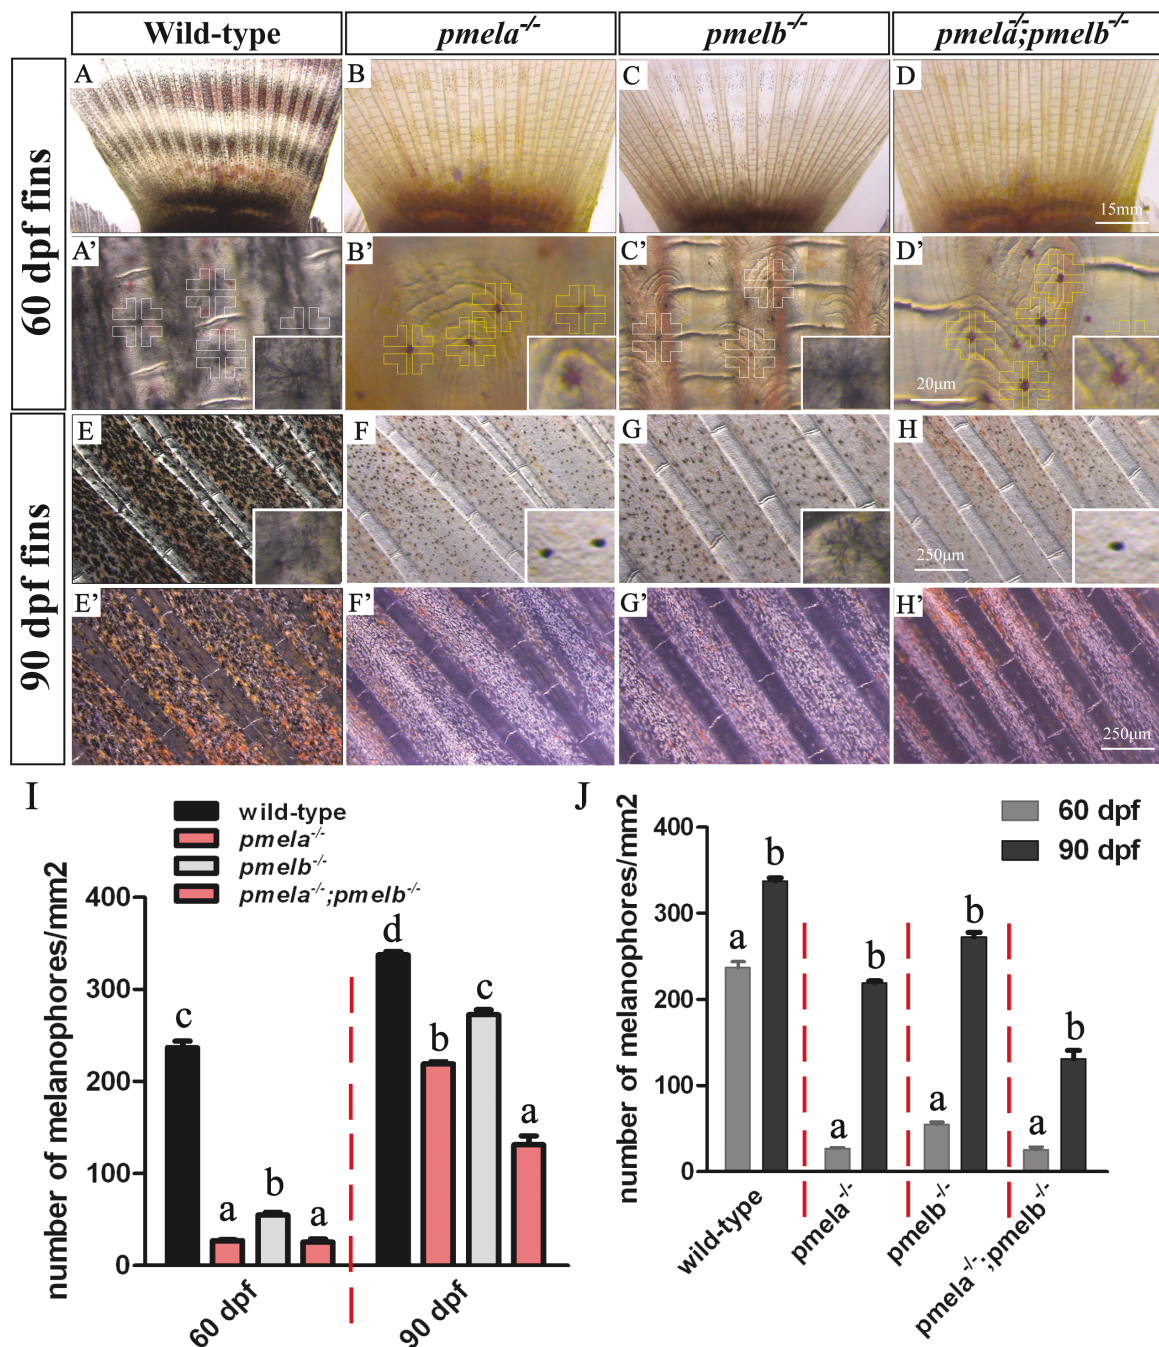 Wild-type
pmela-/-
pmelb-/-
pmela-/-;pmelb-/-
60 dpf fins
A
B
C
D
15mm
A'
B'
C'
D'
20μm
90 dpf fins
E
F
G
H
250μm
E'
F'
G'
H'
250μm
I
wild-type
pmela-/-
pmelb-/-
pmela-/-;pmelb-/-
number of melanophores/mm2
400
300
200
100
0
c
a
b
a
d
b
c
a
60 dpf
90 dpf
J
60 dpf
90 dpf
number of melanophores/mm2
400
300
200
100
0
a
b
a
b
a
b
a
b
wild-type
pmela-/-
pmelb-/-
pmela-/-;pmelb-/-